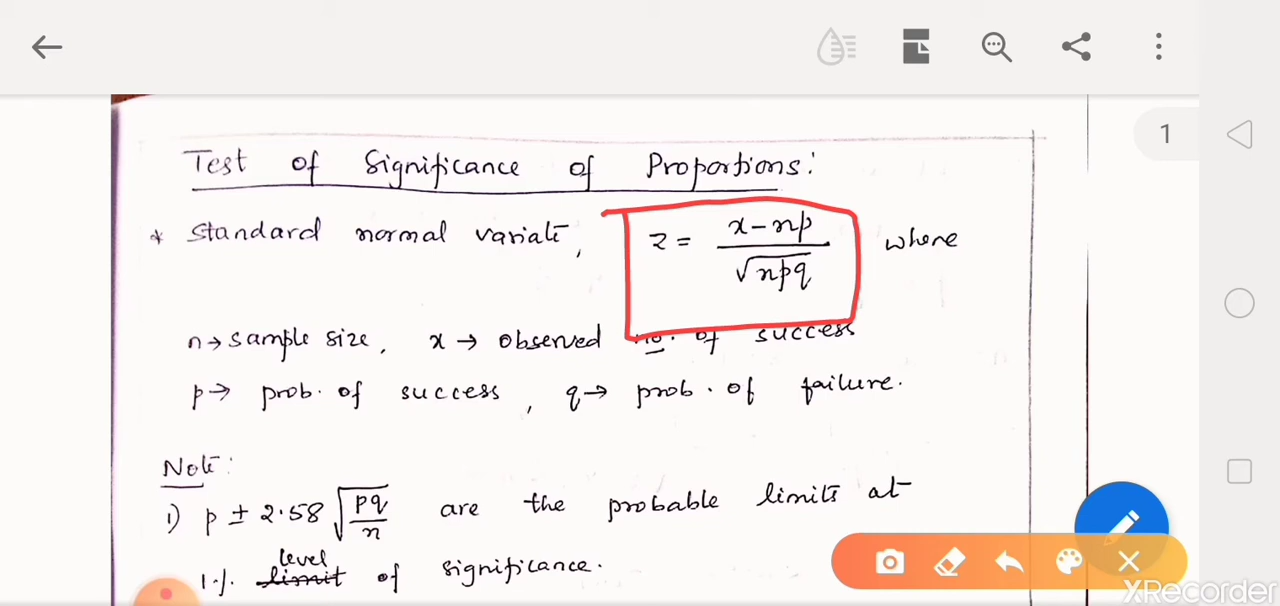 1
Test of Significance of Proportions:
* Standard normal variate, z = x - np / √npq where
n → sample size, x → observed no. of success
p → prob. of success, q → prob. of failure.
Note:
1) p ± 2.58 √pq/n are the probable limits at
1% level limit of significance.
XRecorder